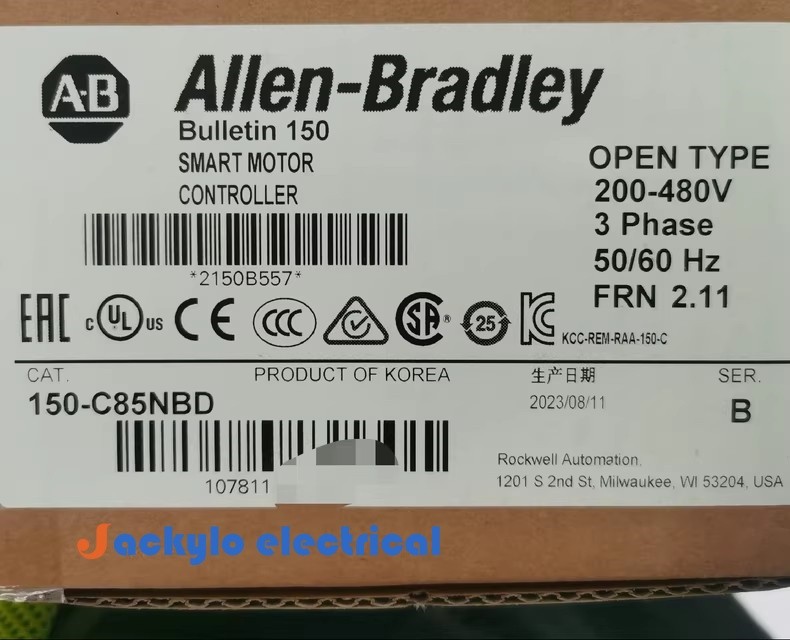 A-B
Allen-Bradley
Bulletin 150
SMART MOTOR
CONTROLLER
OPEN TYPE
200-480V
3 Phase
50/60 Hz
FRN 2.11
*2150B557*
EAC c UL US CE CCC SA ® 25 KC KCC-REM-RAA-150-C
CAT. PRODUCT OF KOREA 生产日期 SER.
150-C85NBD 2023/08/11 B
107811
Rockwell Automation,
1201 S 2nd St, Milwaukee, WI 53204, USA
Jackylo electrical